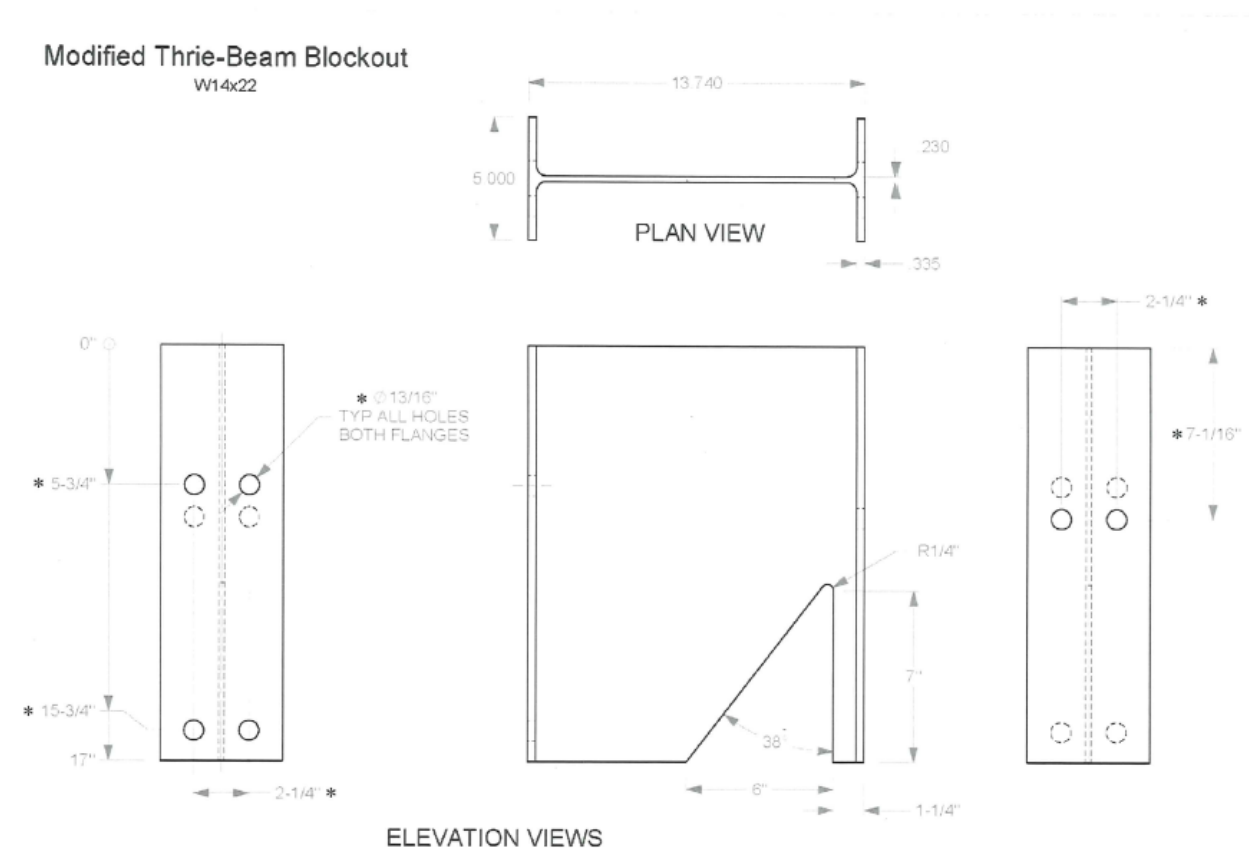 Modified Thrie-Beam Blockout
W14x22
13.740
.230
5.000
PLAN VIEW
.335
2-1/4" *
0"
* Ø 13/16"
TYP ALL HOLES
BOTH FLANGES
* 7-1/16"
* 5-3/4"
R1/4"
7"
* 15-3/4"
38°
17"
6"
2-1/4" *
1-1/4"
ELEVATION VIEWS